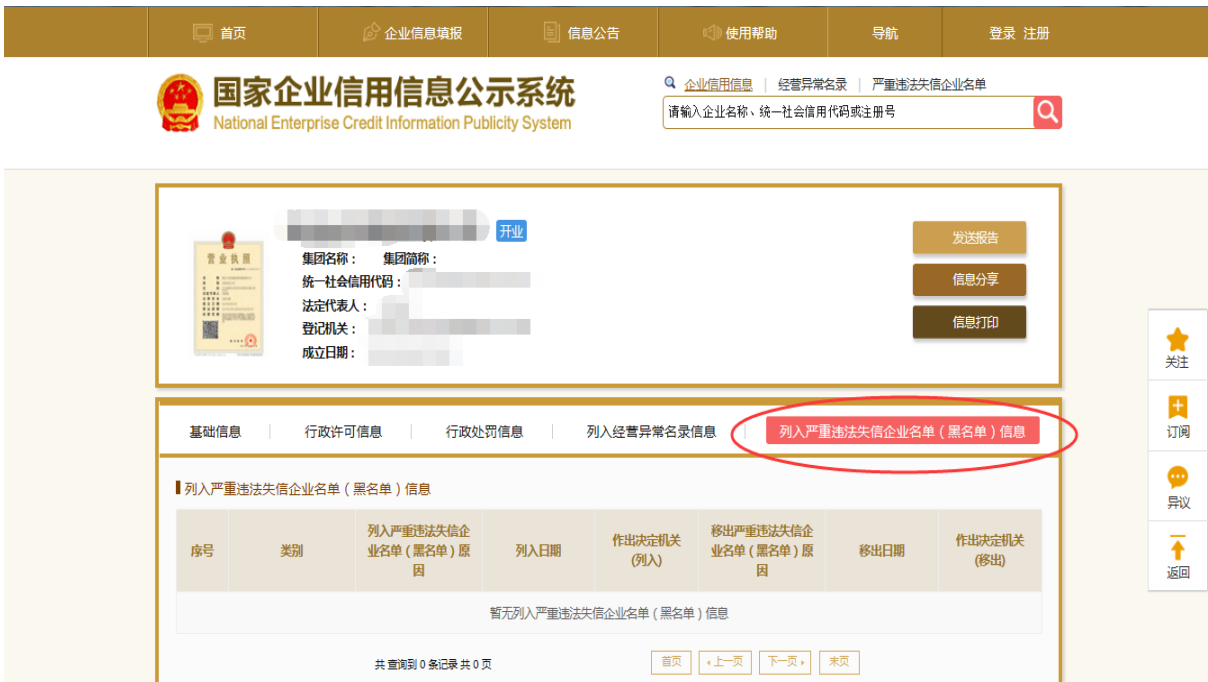 首页
企业信息填报
信息公告
使用帮助
导航
登录 注册
国家企业信用信息公示系统
National Enterprise Credit Information Publicity System
企业信用信息 | 经营异常名录 | 严重违法失信企业名单
请输入企业名称、统一社会信用代码或注册号
营业执照
开业
集团名称： 集团简称：
统一社会信用代码：
法定代表人：
登记机关：
成立日期：
发送报告
信息分享
信息打印
关注
订阅
异议
返回
基础信息 | 行政许可信息 | 行政处罚信息 | 列入经营异常名录信息 | 列入严重违法失信企业名单（黑名单）信息
列入严重违法失信企业名单（黑名单）信息
序号
类别
列入严重违法失信企
业名单（黑名单）原
因
列入日期
作出决定机关
(列入)
移出严重违法失信企
业名单（黑名单）原
因
移出日期
作出决定机关
(移出)
暂无列入严重违法失信企业名单（黑名单）信息
共 查询到 0 条记录 共 0 页
首页
上一页
下一页
末页